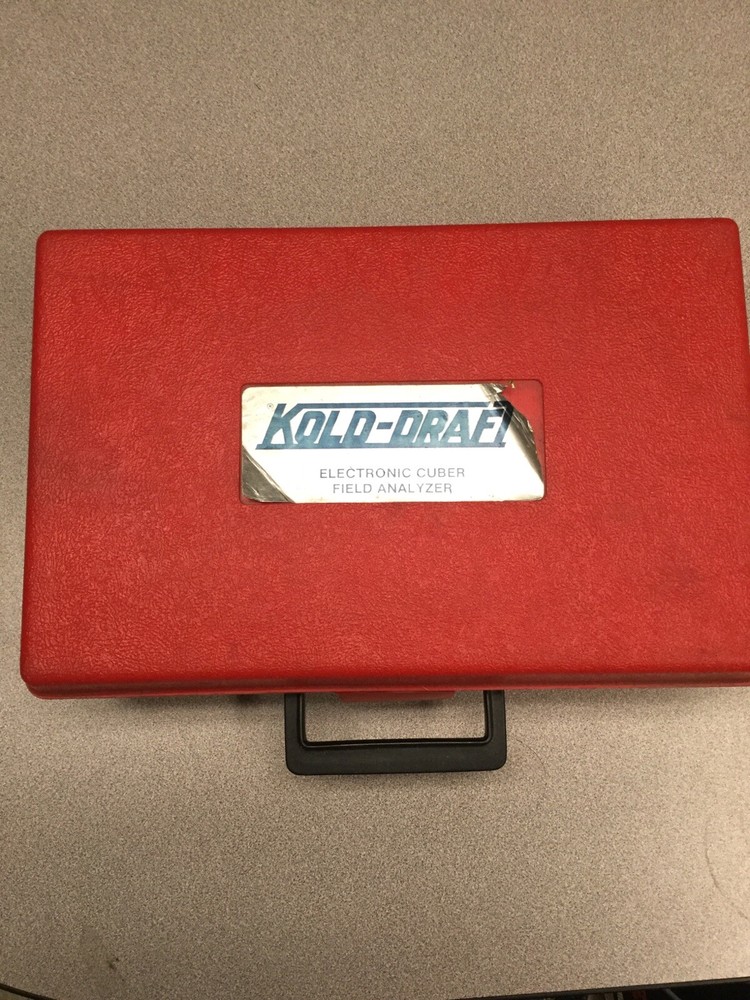 KOLD-DRAFT
ELECTRONIC CUBER
FIELD ANALYZER